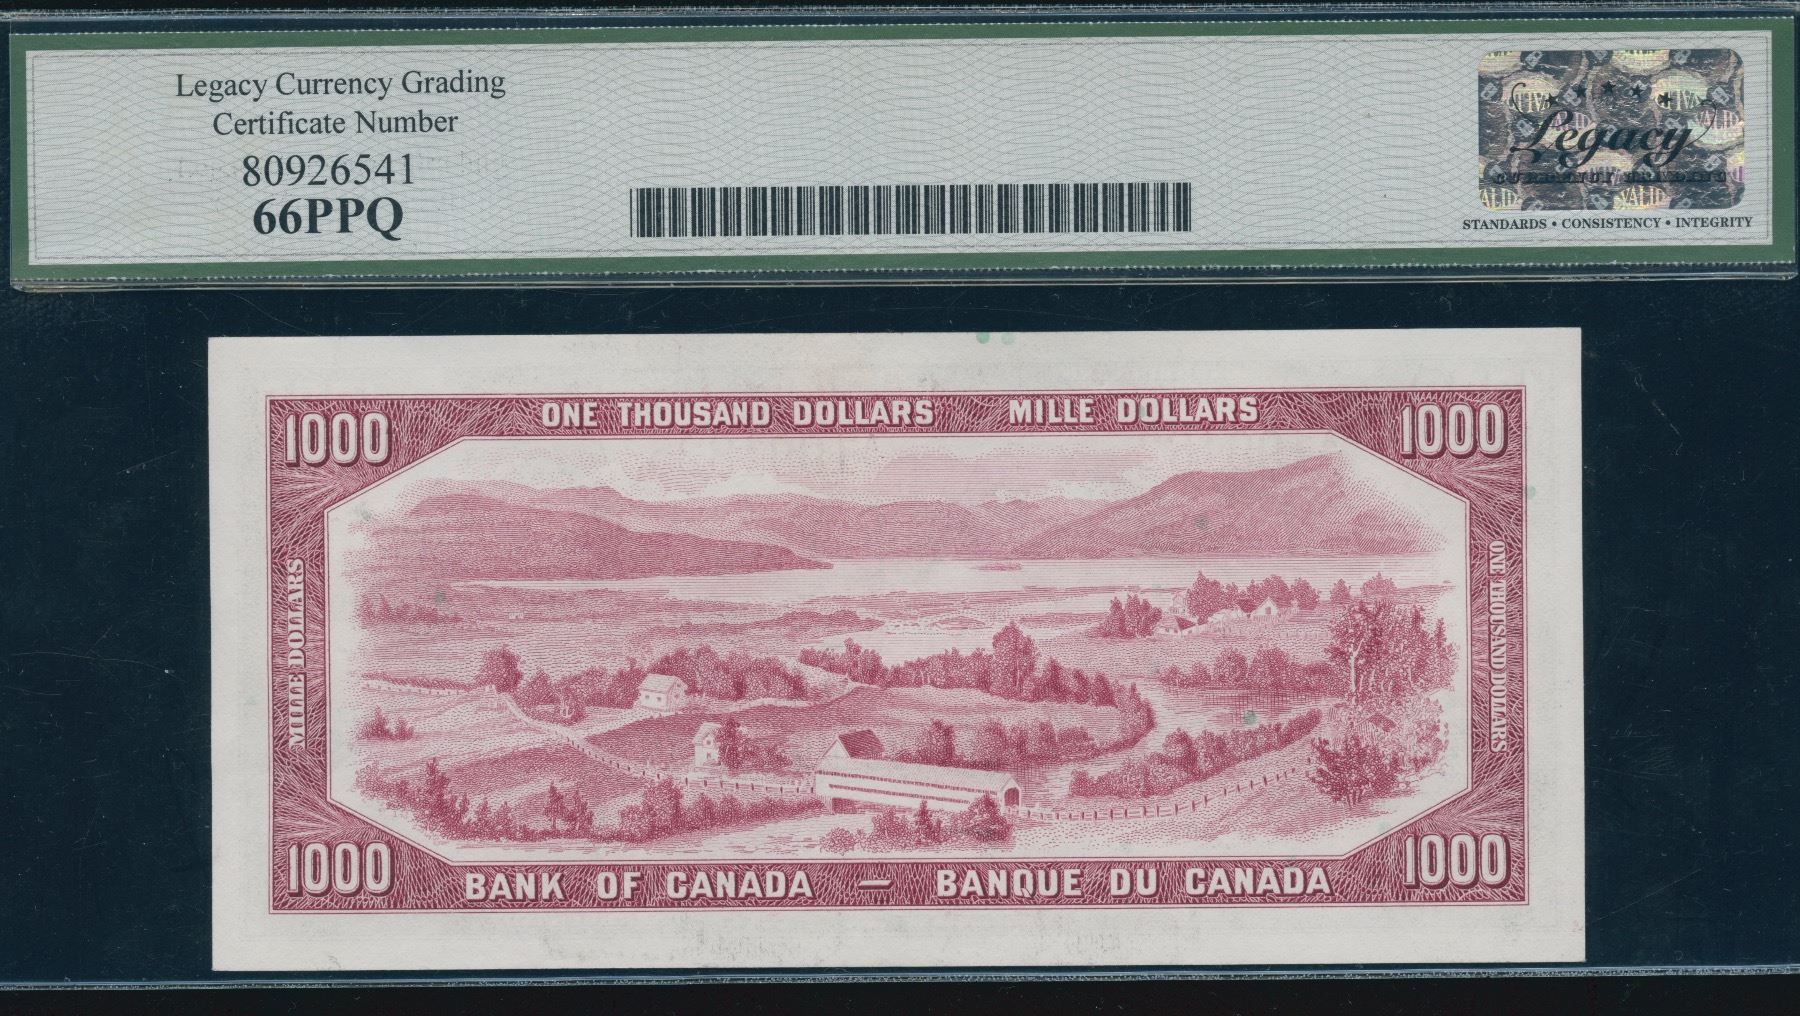 Legacy Currency Grading
Certificate Number
80926541
66PPQ
Legacy
STANDARDS • CONSISTENCY • INTEGRITY
ONE THOUSAND DOLLARS MILLE DOLLARS
1000
1000
MILLE DOLLARS
ONE THOUSAND DOLLARS
1000
1000
BANK OF CANADA — BANQUE DU CANADA